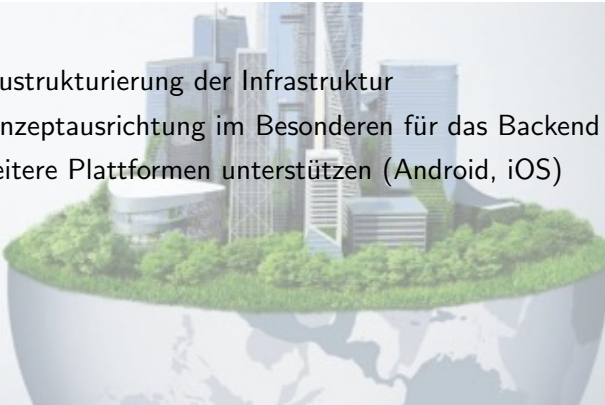 ustrukturierung der Infrastruktur
nzeptausrichtung im Besonderen für das Backend
eitere Plattformen unterstützen (Android, iOS)